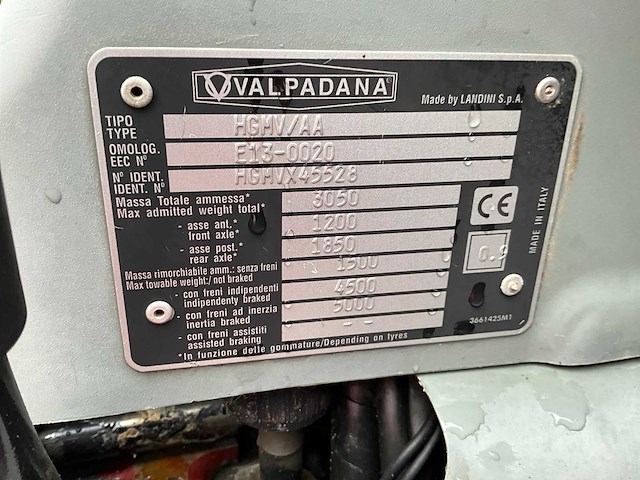 VALPADANA
Made by LANDINI S.p.A.
TIPO
TYPE HGMV/AA
OMOLOG.
EEC N° E13-0020
N° IDENT.
IDENT. N° HGMVX45528
Massa Totale ammessa*
Max admitted weight total* 3050
- asse ant.*
front axle* 1200
- asse post.*
rear axle* 1850
Massa rimorchiabile amm.: senza freni
Max towable weight:/ not braked 1500
- con freni indipendenti
independenty braked 4500
- con freni ad inerzia
inertia braked 5000
- con freni assistiti
assisted braking --
*In funzione delle gommature/Depending on tyres
CE
MADE IN ITALY
3661425M1